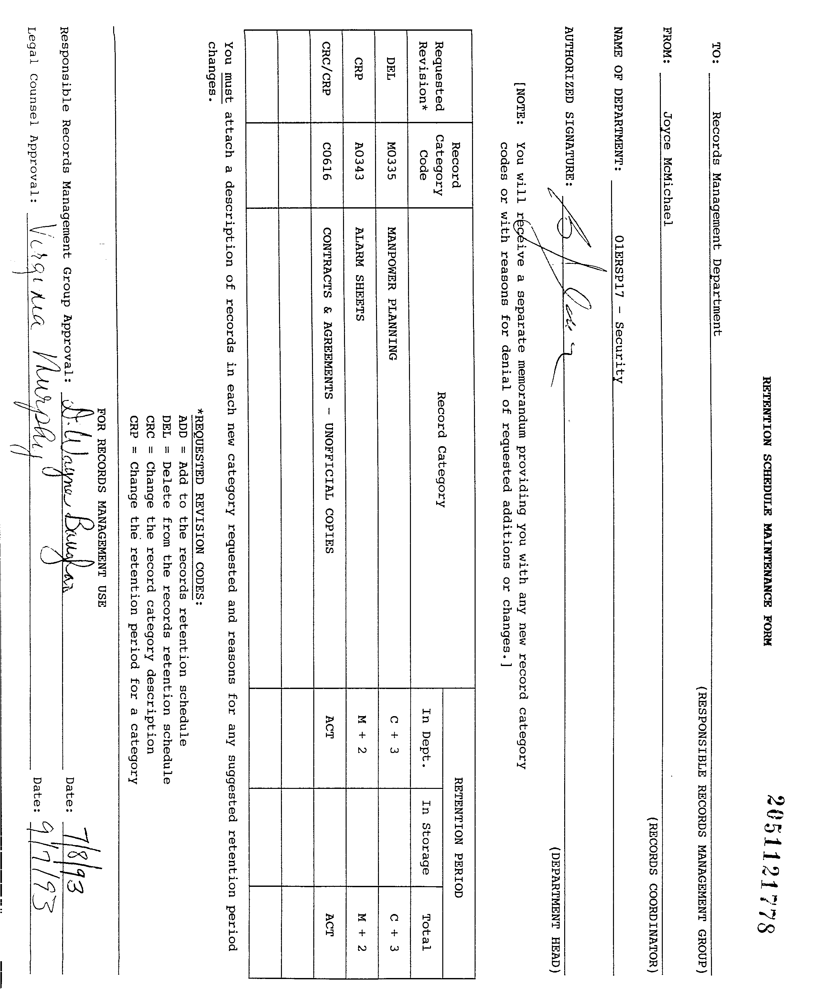 2051121778
RETENTION SCHEDULE MAINTENANCE FORM
TO: Records Management Department
(RESPONSIBLE RECORDS MANAGEMENT GROUP)
FROM: Joyce McMichael
(RECORDS COORDINATOR)
NAME OF DEPARTMENT: 01ERSP17 - Security
AUTHORIZED SIGNATURE:
(DEPARTMENT HEAD)
[NOTE: You will receive a separate memorandum providing you with any new record category
codes or with reasons for denial of requested additions or changes.]
Requested Revision* Record Category Code Record Category RETENTION PERIOD
In Dept. In Storage Total
DEL M0335 MANPOWER PLANNING C + 3 C + 3
CRP A0343 ALARM SHEETS M + 2 M + 2
CRC/CRP C0616 CONTRACTS & AGREEMENTS - UNOFFICIAL COPIES ACT ACT
You must attach a description of records in each new category requested and reasons for any suggested retention period
changes.
*REQUESTED REVISION CODES:
ADD = Add to the records retention schedule
DEL = Delete from the records retention schedule
CRC = Change the record category description
CRP = Change the retention period for a category
FOR RECORDS MANAGEMENT USE
Responsible Records Management Group Approval: D. Wayne Baughan Date: 7/8/93
Legal Counsel Approval: Virginia Murphy Date: 9/7/93